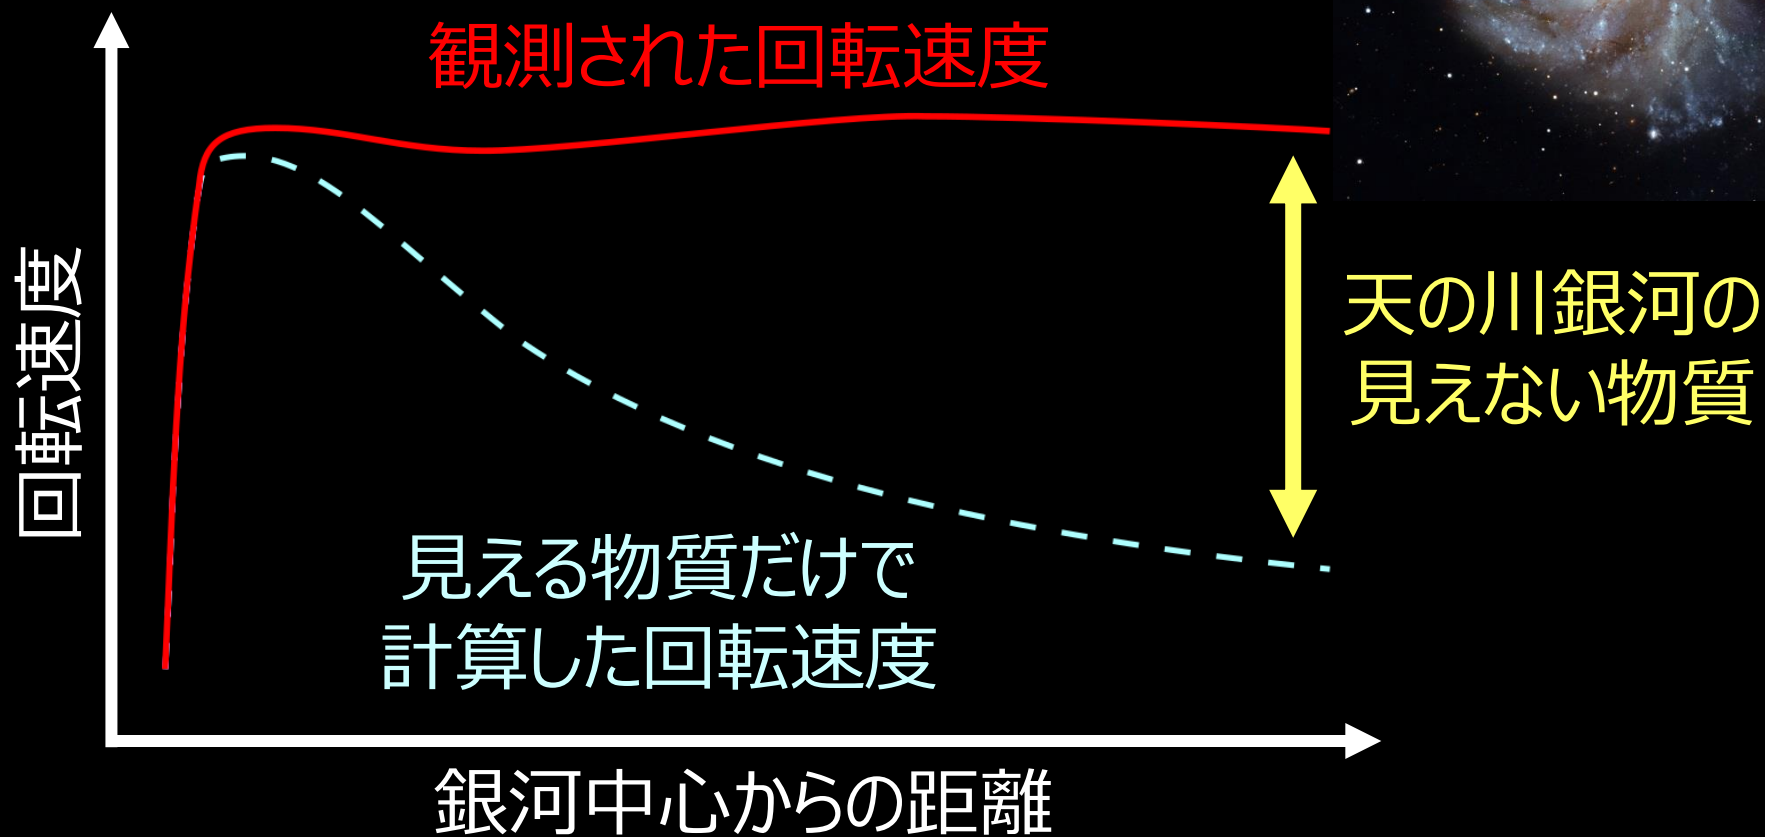 観測された回転速度
回転速度
天の川銀河の
見えない物質
見える物質だけで
計算した回転速度
銀河中心からの距離